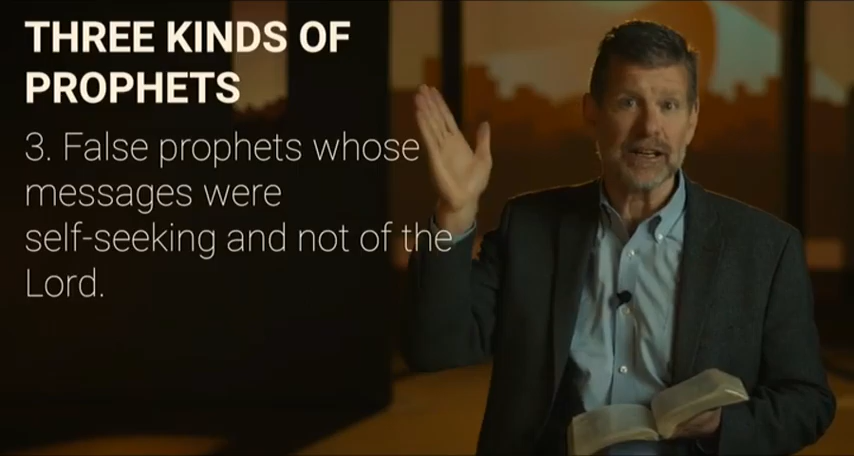 THREE KINDS OF
PROPHETS
3. False prophets whose
messages were
self-seeking and not of the
Lord.